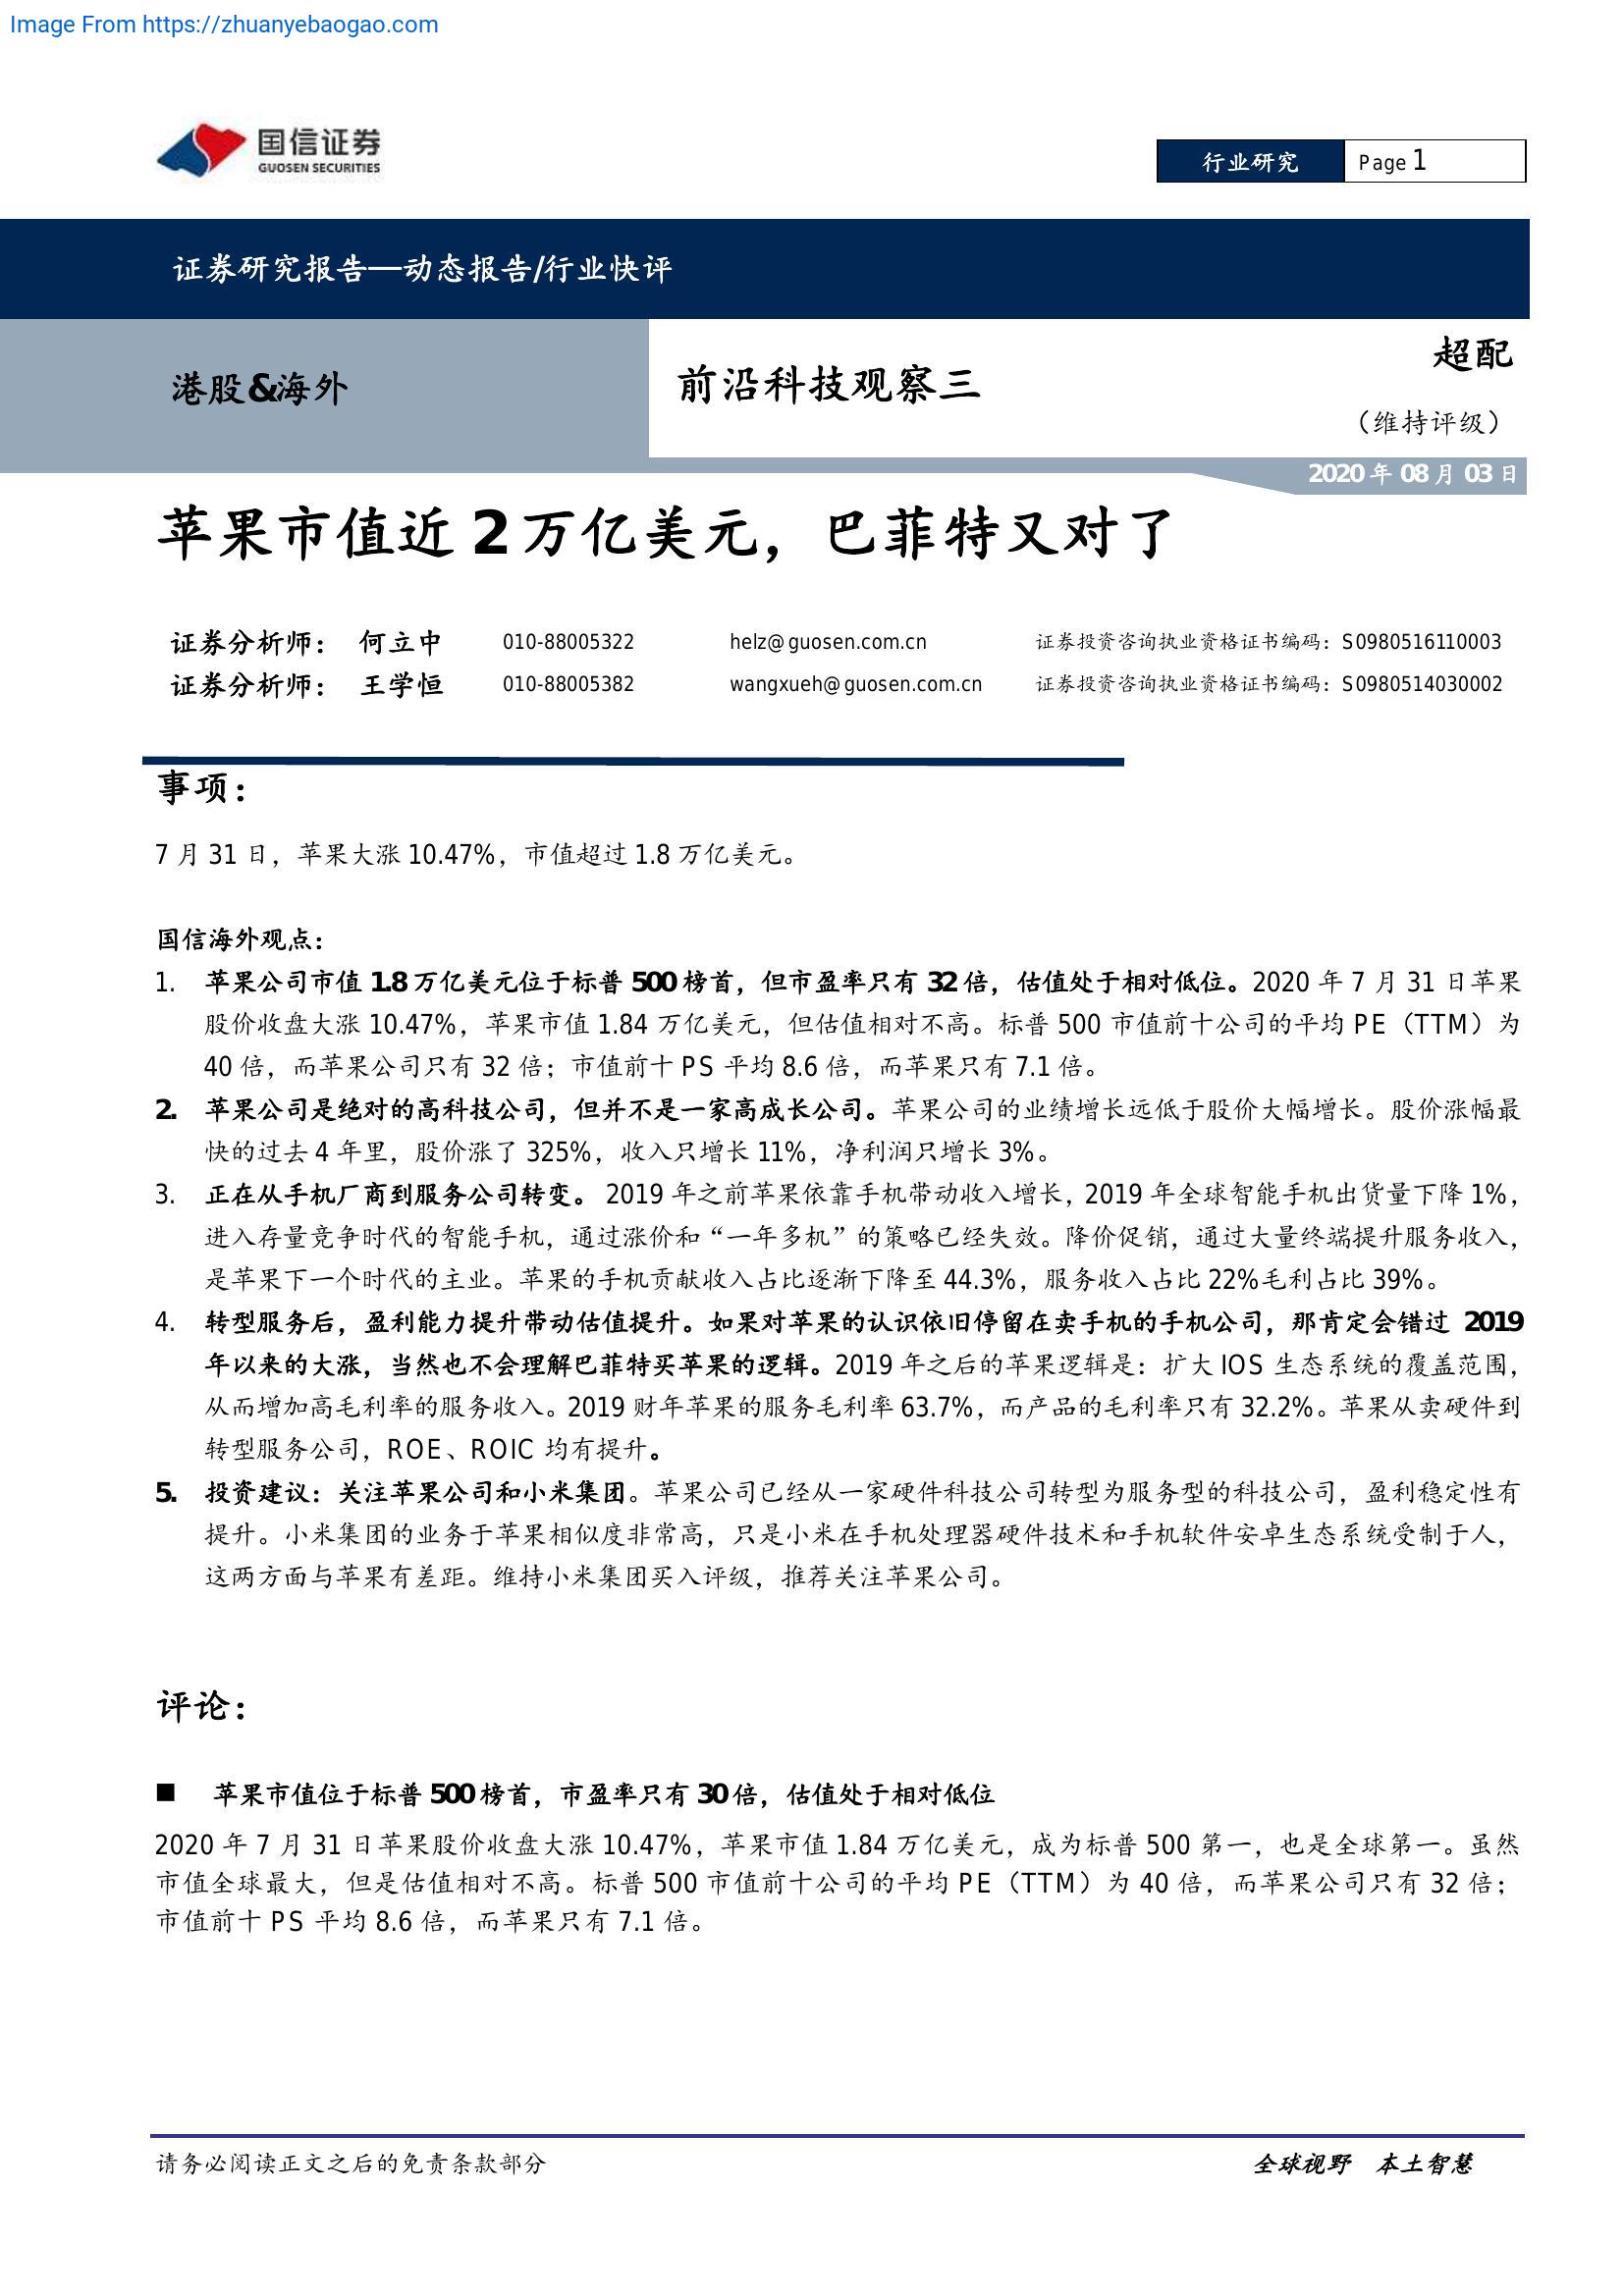 Image From https://zhuanyebaogao.com
国信证券
GUOSEN SECURITIES
行业研究 Page 1
证券研究报告—动态报告/行业快评
港股&海外
前沿科技观察三
超配
（维持评级）
2020 年 08 月 03 日
苹果市值近 2 万亿美元，巴菲特又对了
证券分析师： 何立中 010-88005322 helz@guosen.com.cn 证券投资咨询执业资格证书编码：S0980516110003
证券分析师： 王学恒 010-88005382 wangxueh@guosen.com.cn 证券投资咨询执业资格证书编码：S0980514030002
事项：
7 月 31 日，苹果大涨 10.47%，市值超过 1.8 万亿美元。
国信海外观点：
1. 苹果公司市值 1.8 万亿美元位于标普 500 榜首，但市盈率只有 32 倍，估值处于相对低位。2020 年 7 月 31 日苹果
股价收盘大涨 10.47%，苹果市值 1.84 万亿美元，但估值相对不高。标普 500 市值前十公司的平均 PE（TTM）为
40 倍，而苹果公司只有 32 倍；市值前十 PS 平均 8.6 倍，而苹果只有 7.1 倍。
2. 苹果公司是绝对的高科技公司，但并不是一家高成长公司。苹果公司的业绩增长远低于股价大幅增长。股价涨幅最
快的过去 4 年里，股价涨了 325%，收入只增长 11%，净利润只增长 3%。
3. 正在从手机厂商到服务公司转变。 2019 年之前苹果依靠手机带动收入增长，2019 年全球智能手机出货量下降 1%，
进入存量竞争时代的智能手机，通过涨价和“一年多机”的策略已经失效。降价促销，通过大量终端提升服务收入，
是苹果下一个时代的主业。苹果的手机贡献收入占比逐渐下降至 44.3%，服务收入占比 22%毛利占比 39%。
4. 转型服务后，盈利能力提升带动估值提升。如果对苹果的认识依旧停留在卖手机的手机公司，那肯定会错过 2019
年以来的大涨，当然也不会理解巴菲特买苹果的逻辑。2019 年之后的苹果逻辑是：扩大 IOS 生态系统的覆盖范围，
从而增加高毛利率的服务收入。2019 财年苹果的服务毛利率 63.7%，而产品的毛利率只有 32.2%。苹果从卖硬件到
转型服务公司，ROE、ROIC 均有提升。
5. 投资建议：关注苹果公司和小米集团。苹果公司已经从一家硬件科技公司转型为服务型的科技公司，盈利稳定性有
提升。小米集团的业务于苹果相似度非常高，只是小米在手机处理器硬件技术和手机软件安卓生态系统受制于人，
这两方面与苹果有差距。维持小米集团买入评级，推荐关注苹果公司。
评论：
■ 苹果市值位于标普 500 榜首，市盈率只有 30 倍，估值处于相对低位
2020 年 7 月 31 日苹果股价收盘大涨 10.47%，苹果市值 1.84 万亿美元，成为标普 500 第一，也是全球第一。虽然
市值全球最大，但是估值相对不高。标普 500 市值前十公司的平均 PE（TTM）为 40 倍，而苹果公司只有 32 倍；
市值前十 PS 平均 8.6 倍，而苹果只有 7.1 倍。
请务必阅读正文之后的免责条款部分
全球视野 本土智慧